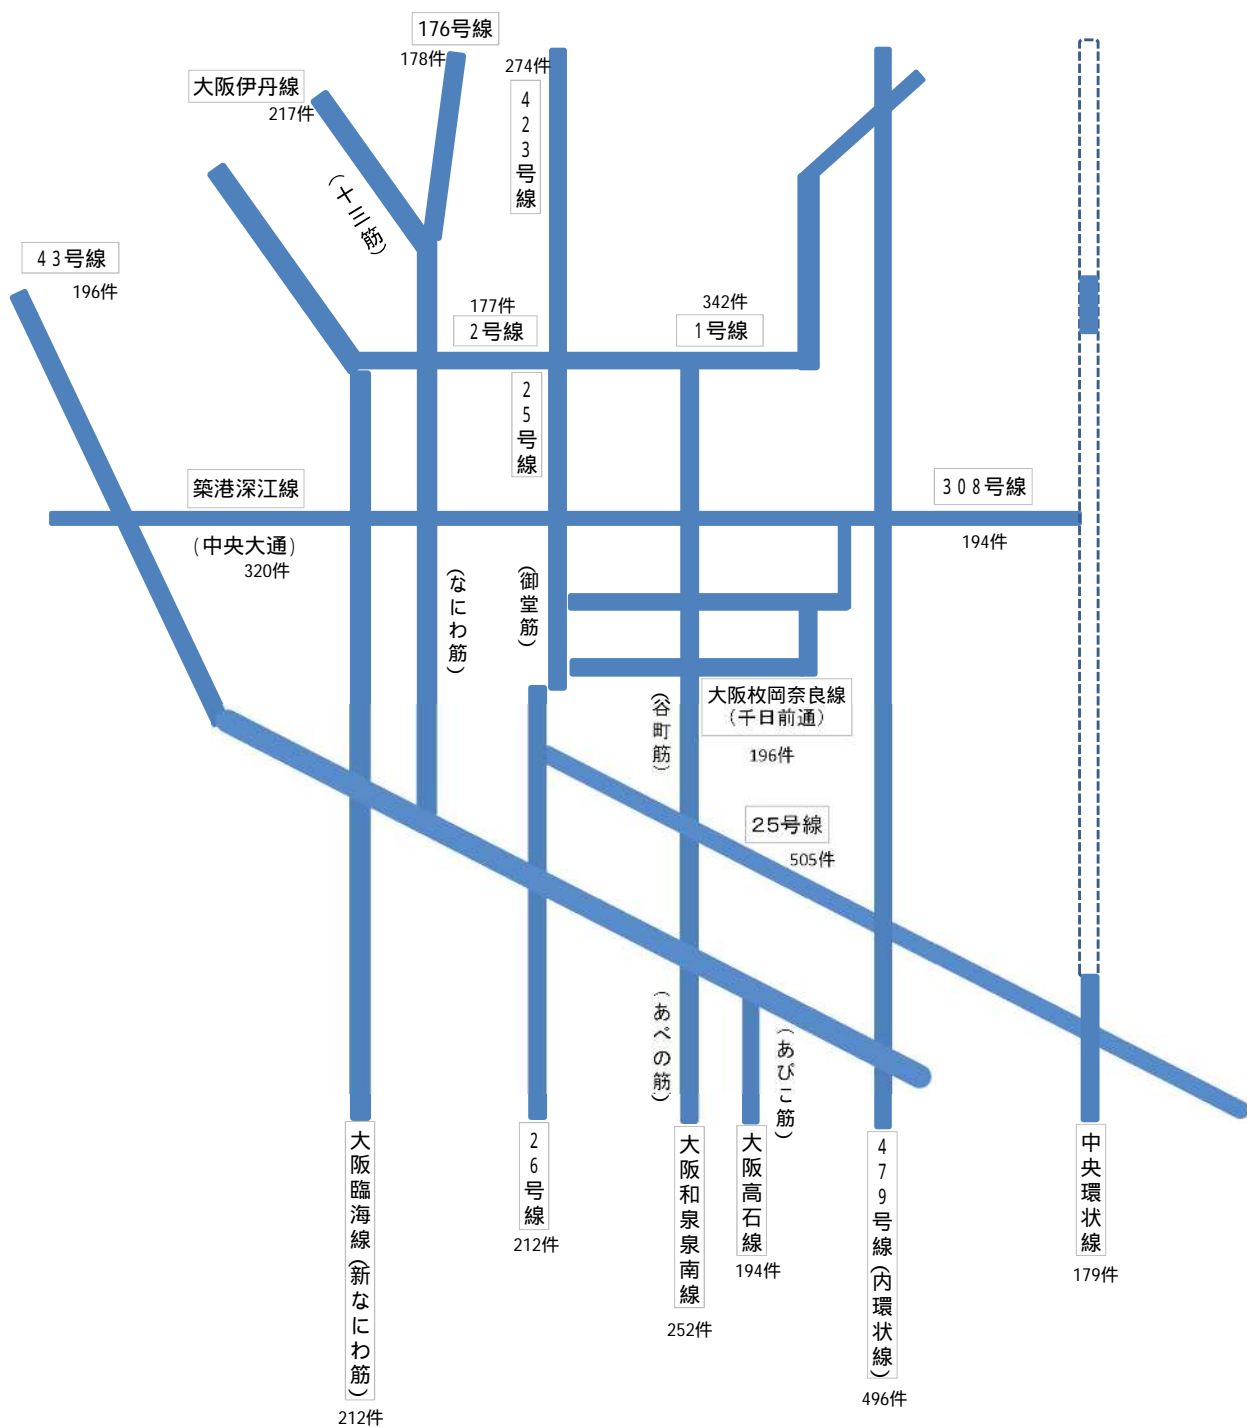 176号線
178件
274件
423号線
大阪伊丹線
217件
(十三筋)
43号線
196件
177件
2号線
342件
1号線
25号線
築港深江線
(中央大通)
320件
308号線
194件
(なにわ筋)
(御堂筋)
(谷町筋)
大阪枚岡奈良線
(千日前通)
196件
25号線
505件
(あべの筋)
(あびこ筋)
大阪臨海線(新なにわ筋)
212件
26号線
212件
大阪和泉泉南線
252件
大阪高石線
194件
479号線(内環状線)
496件
中央環状線
179件